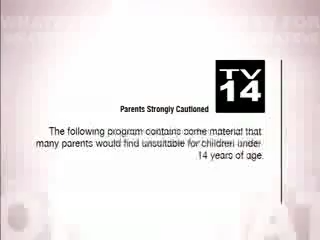 TV
14
Parents Strongly Cautioned
The following program contains some material that
many parents would find unsuitable for children under
14 years of age.